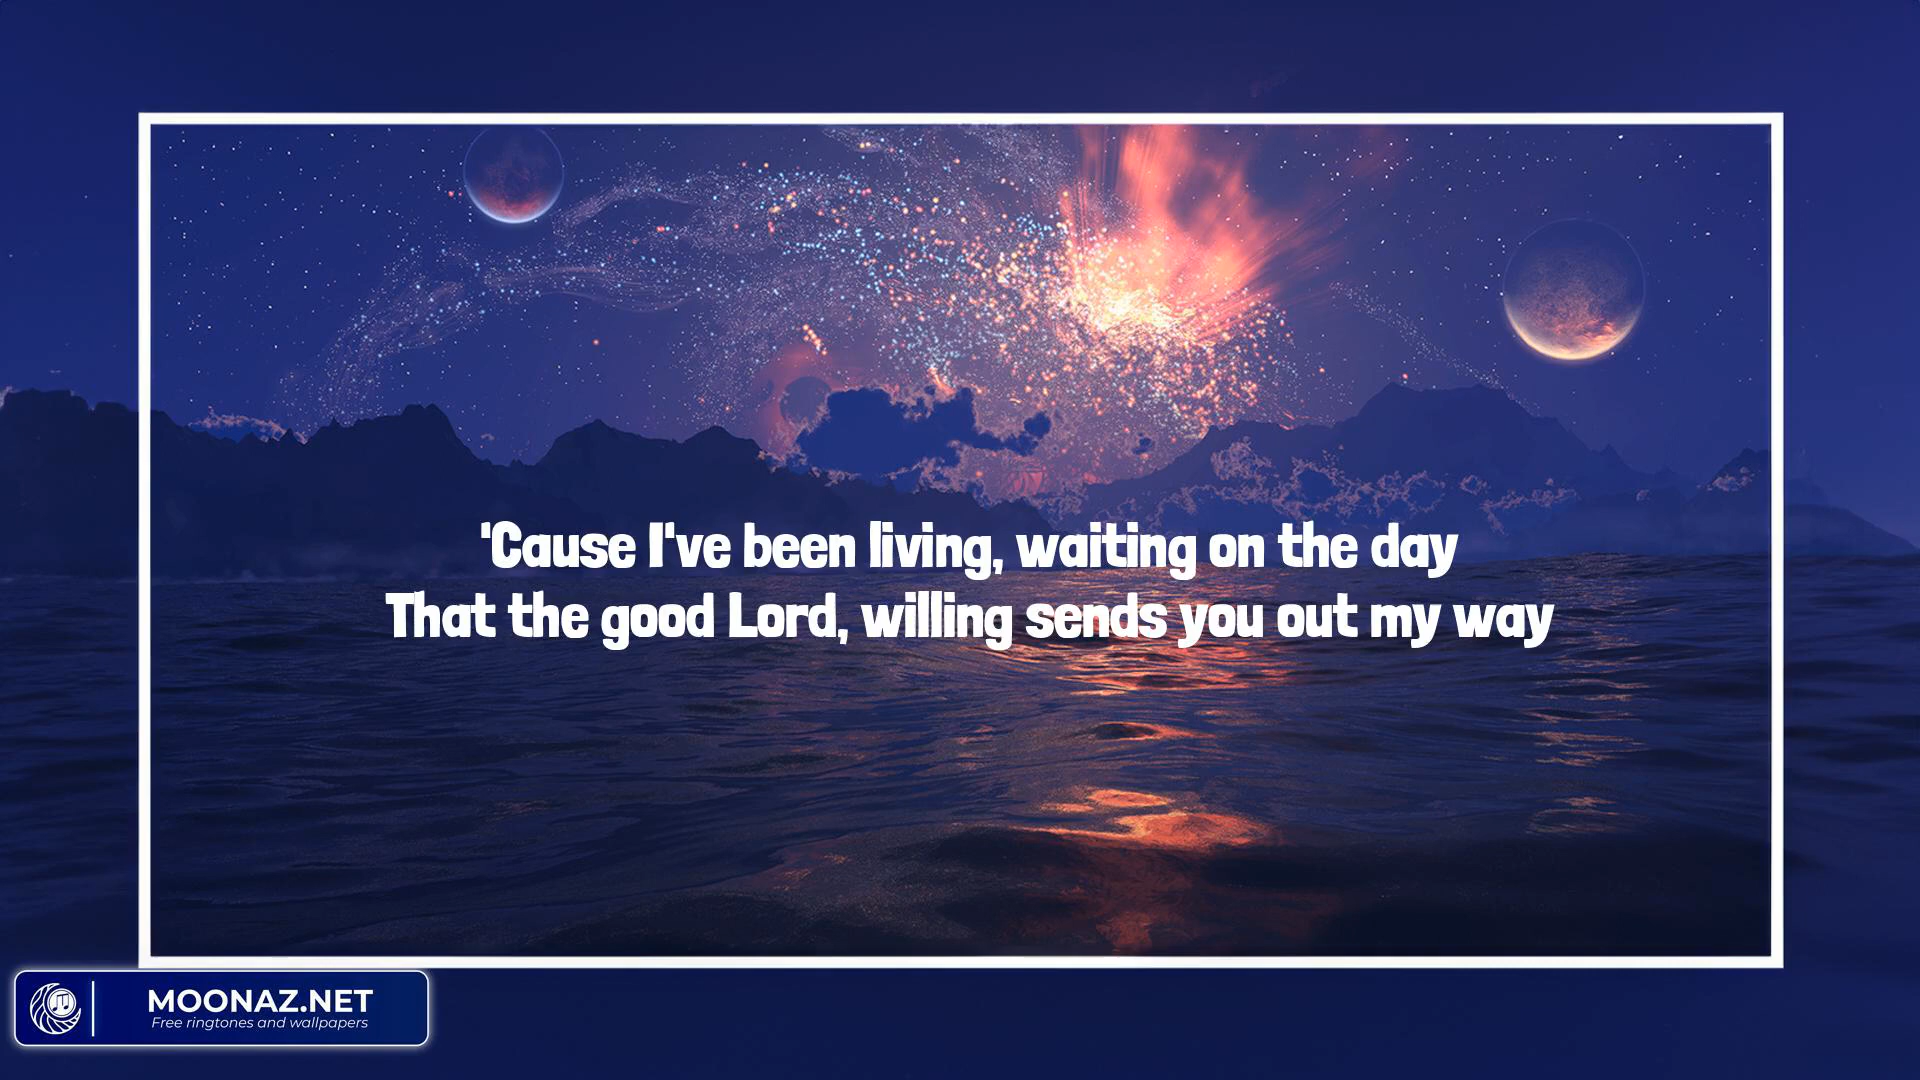 'Cause I've been living, waiting on the day
That the good Lord, willing sends you out my way
MOONAZ.NET
Free ringtones and wallpapers